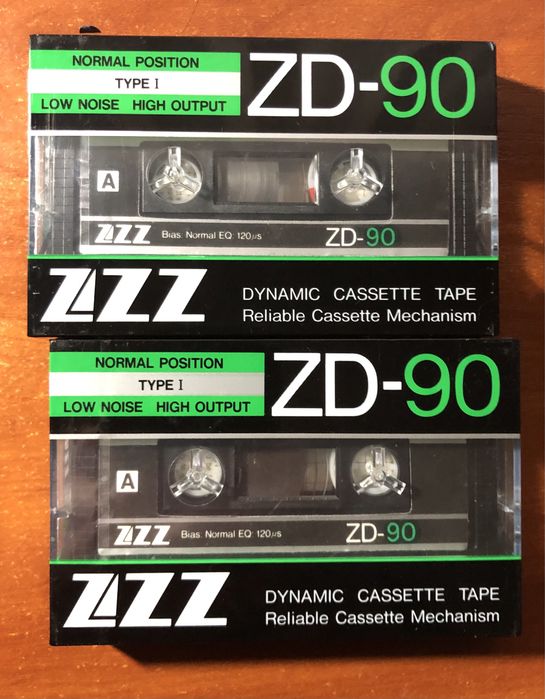 NORMAL POSITION
TYPE I
LOW NOISE HIGH OUTPUT
ZD-90
A
ZZZ Bias: Normal EQ: 120µs ZD-90
ZZZ
DYNAMIC CASSETTE TAPE
Reliable Cassette Mechanism
NORMAL POSITION
TYPE I
LOW NOISE HIGH OUTPUT
ZD-90
A
ZZZ Bias: Normal EQ: 120µs ZD-90
ZZZ
DYNAMIC CASSETTE TAPE
Reliable Cassette Mechanism